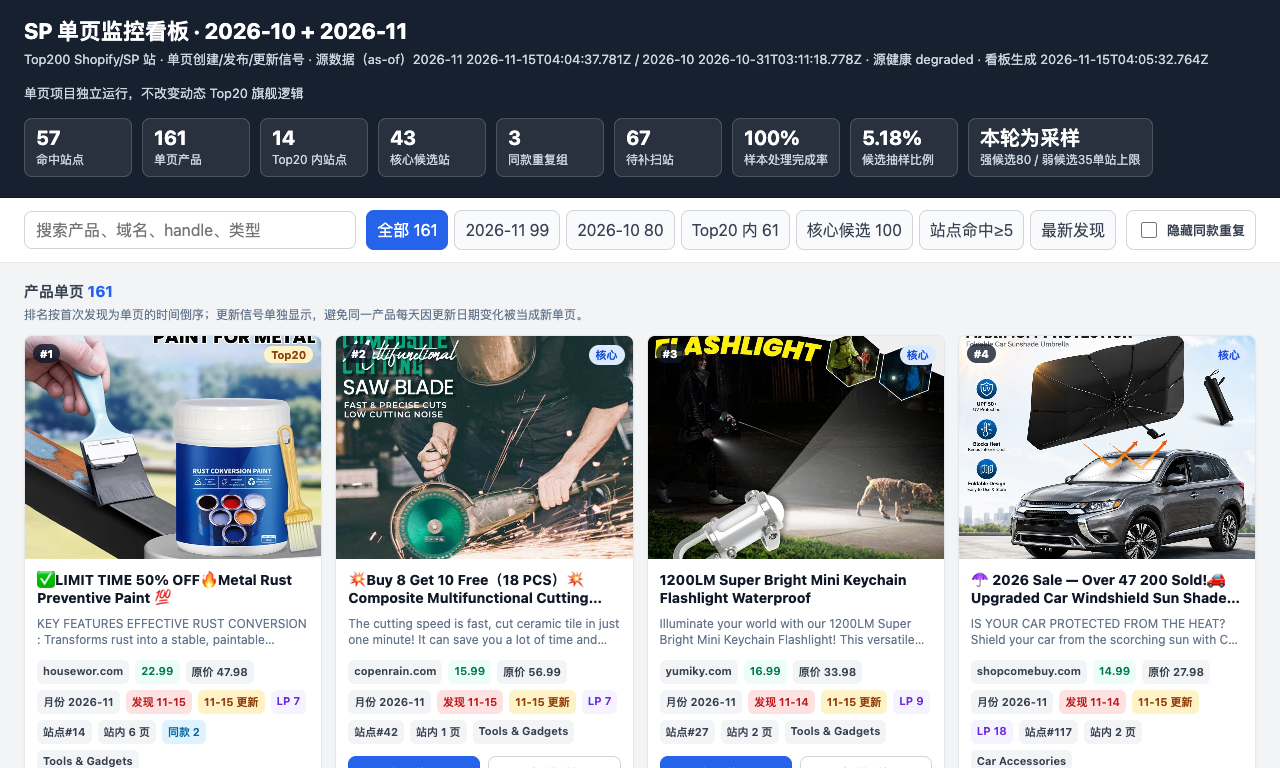 SP 单页监控看板 · 2026-10 + 2026-11
Top200 Shopify/SP 站 · 单页创建/发布/更新信号 · 源数据（as-of）2026-11 2026-11-15T04:04:37.781Z / 2026-10 2026-10-31T03:11:18.778Z · 源健康 degraded · 看板生成 2026-11-15T04:05:32.764Z
单页项目独立运行，不改变动态 Top20 旗舰逻辑
57
命中站点
161
单页产品
14
Top20 内站点
43
核心候选站
3
同款重复组
67
待补扫站
100%
样本处理完成率
5.18%
候选抽样比例
本轮为采样
强候选80 / 弱候选35单站上限
搜索产品、域名、handle、类型
全部 161
2026-11 99
2026-10 80
Top20 内 61
核心候选 100
站点命中≥5
最新发现
隐藏同款重复
产品单页 161
排名按首次发现为单页的时间倒序；更新信号单独显示，避免同一产品每天因更新日期变化被当成新单页。
PAINT FOR METAL
#1
Top20
RUST CONVERSION PAINT
✅LIMIT TIME 50% OFF🔥Metal Rust
Preventive Paint 💯
KEY FEATURES EFFECTIVE RUST CONVERSION
: Transforms rust into a stable, paintable...
housewor.com
22.99
原价 47.98
月份 2026-11
发现 11-15
11-15 更新
LP 7
站点#14
站内 6 页
同款 2
Tools & Gadgets
COMPOSITE
#2
Multifunctional
核心
CUTTING
SAW BLADE
FAST & PRECISE CUTS
LOW CUTTING NOISE
💥Buy 8 Get 10 Free（18 PCS）💥
Composite Multifunctional Cutting...
The cutting speed is fast, cut ceramic tile in just
one minute! It can save you a lot of time and...
copenrain.com
15.99
原价 56.99
月份 2026-11
发现 11-15
11-15 更新
LP 7
站点#42
站内 1 页
Tools & Gadgets
FLASHLIGHT
#3
核心
1200LM Super Bright Mini Keychain
Flashlight Waterproof
Illuminate your world with our 1200LM Super
Bright Mini Keychain Flashlight! This versatile...
yumiky.com
16.99
原价 33.98
月份 2026-11
发现 11-14
11-15 更新
LP 9
站点#27
站内 2 页
Tools & Gadgets
Foldable Car Sunshade Umbrella
#4
核心
UPF 50+
UV Protection
Blocks Heat
Foldable Design
Easy to Use & Store
☂️ 2026 Sale — Over 47 200 Sold!🚗
Upgraded Car Windshield Sun Shade...
IS YOUR CAR PROTECTED FROM THE HEAT?
Shield your car from the scorching sun with C...
shopcomebuy.com
14.99
原价 27.98
月份 2026-11
发现 11-14
11-15 更新
LP 18
站点#117
站内 2 页
Car Accessories